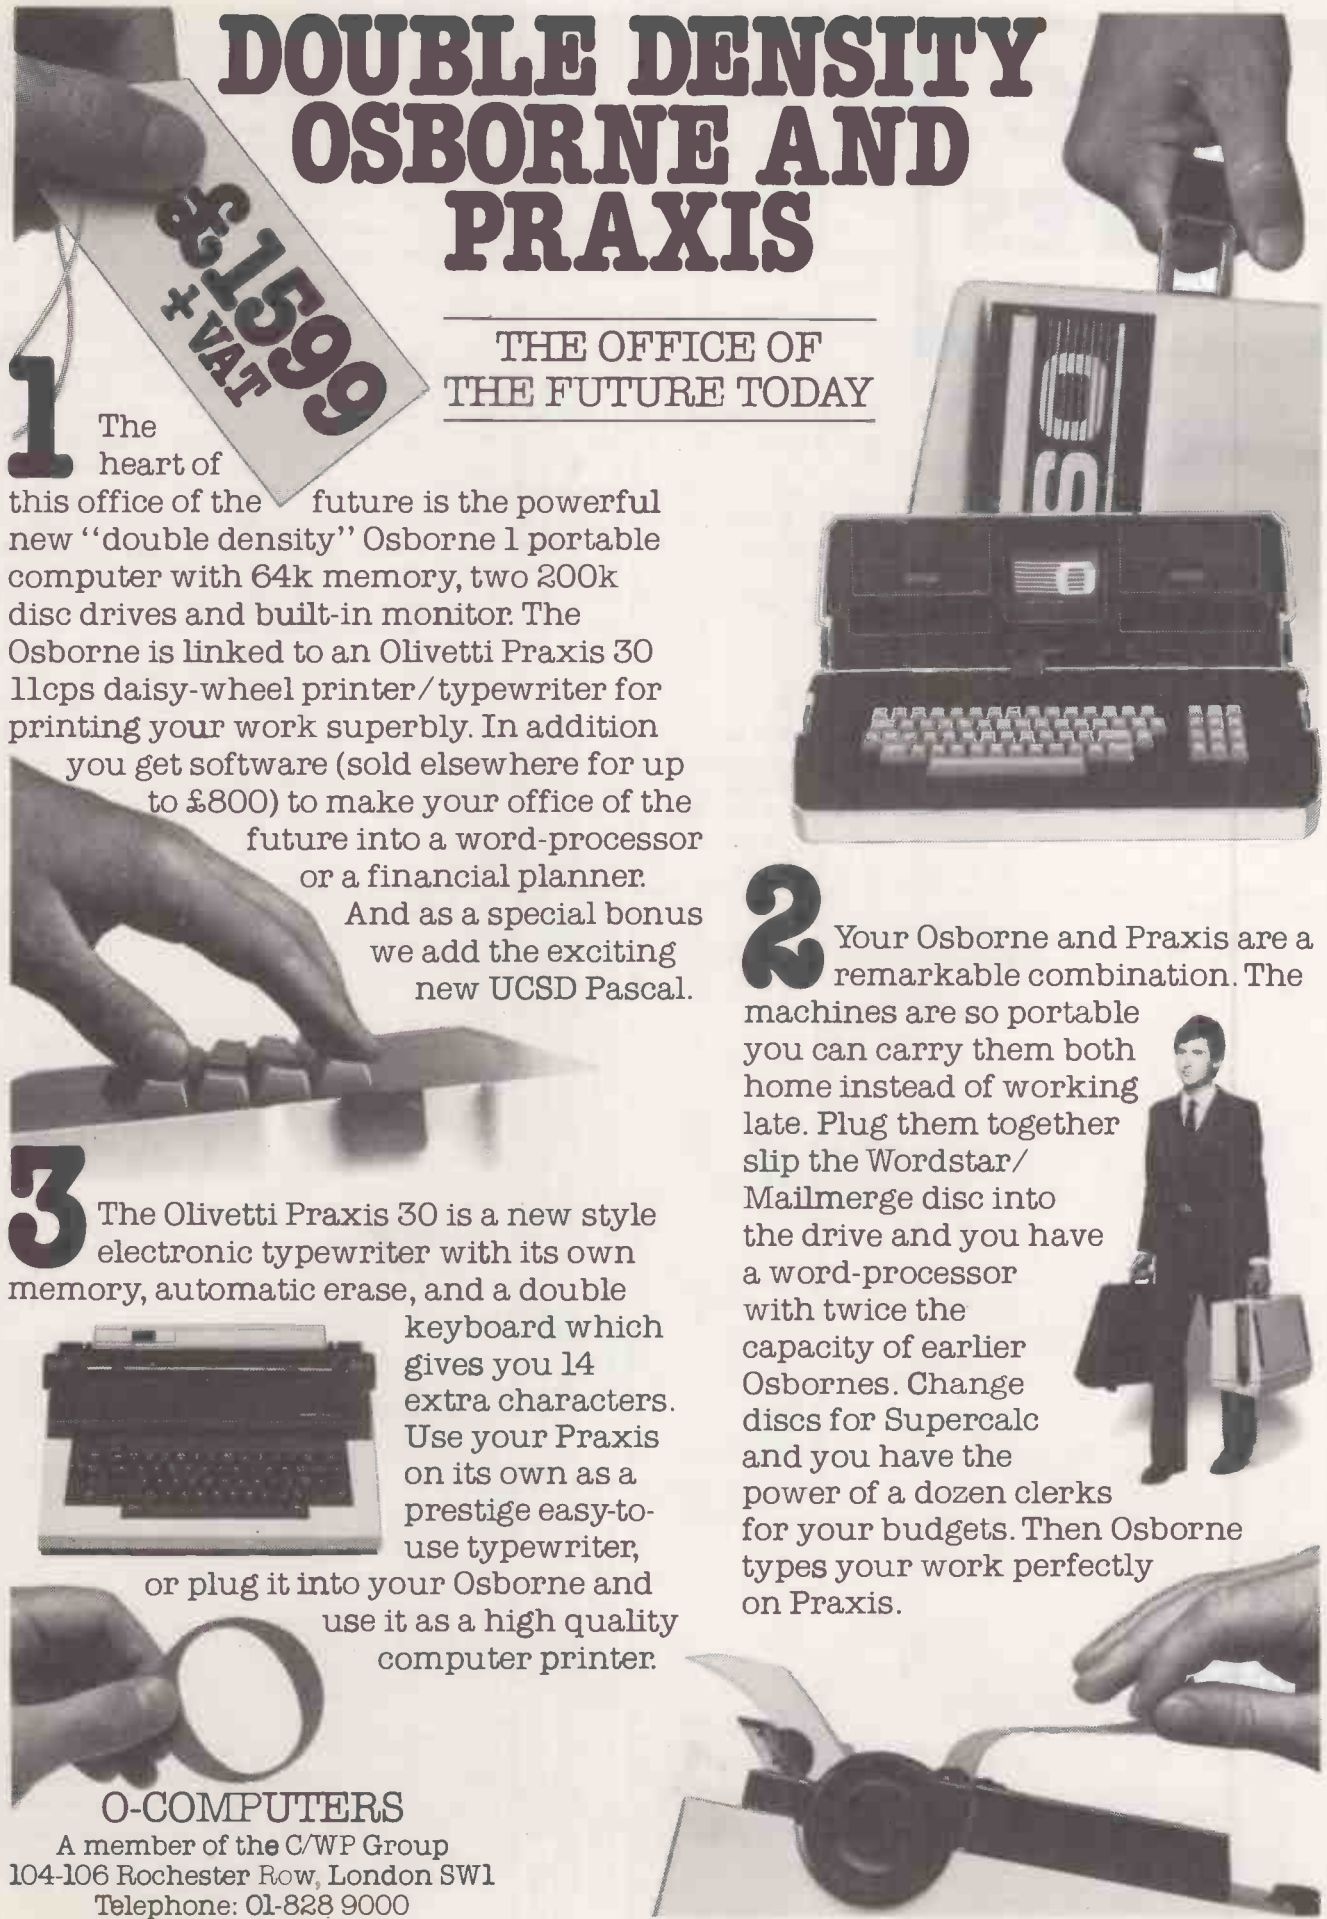 DOUBLE DENSITY
OSBORNE AND
PRAXIS
£1599
+ VAT
THE OFFICE OF
THE FUTURE TODAY
1
The
heart of
this office of the future is the powerful
new “double density” Osborne 1 portable
computer with 64k memory, two 200k
disc drives and built-in monitor. The
Osborne is linked to an Olivetti Praxis 30
11cps daisy-wheel printer/typewriter for
printing your work superbly. In addition
you get software (sold elsewhere for up
to £800) to make your office of the
future into a word-processor
or a financial planner.
And as a special bonus
we add the exciting
new UCSD Pascal.
2
Your Osborne and Praxis are a
remarkable combination. The
machines are so portable
you can carry them both
home instead of working
late. Plug them together
slip the Wordstar/
Mailmerge disc into
the drive and you have
a word-processor
with twice the
capacity of earlier
Osbornes. Change
discs for Supercalc
and you have the
power of a dozen clerks
for your budgets. Then Osborne
types your work perfectly
on Praxis.
3
The Olivetti Praxis 30 is a new style
electronic typewriter with its own
memory, automatic erase, and a double
keyboard which
gives you 14
extra characters.
Use your Praxis
on its own as a
prestige easy-to-
use typewriter,
or plug it into your Osborne and
use it as a high quality
computer printer.
O-COMPUTERS
A member of the C/WP Group
104-106 Rochester Row, London SW1
Telephone: 01-828 9000